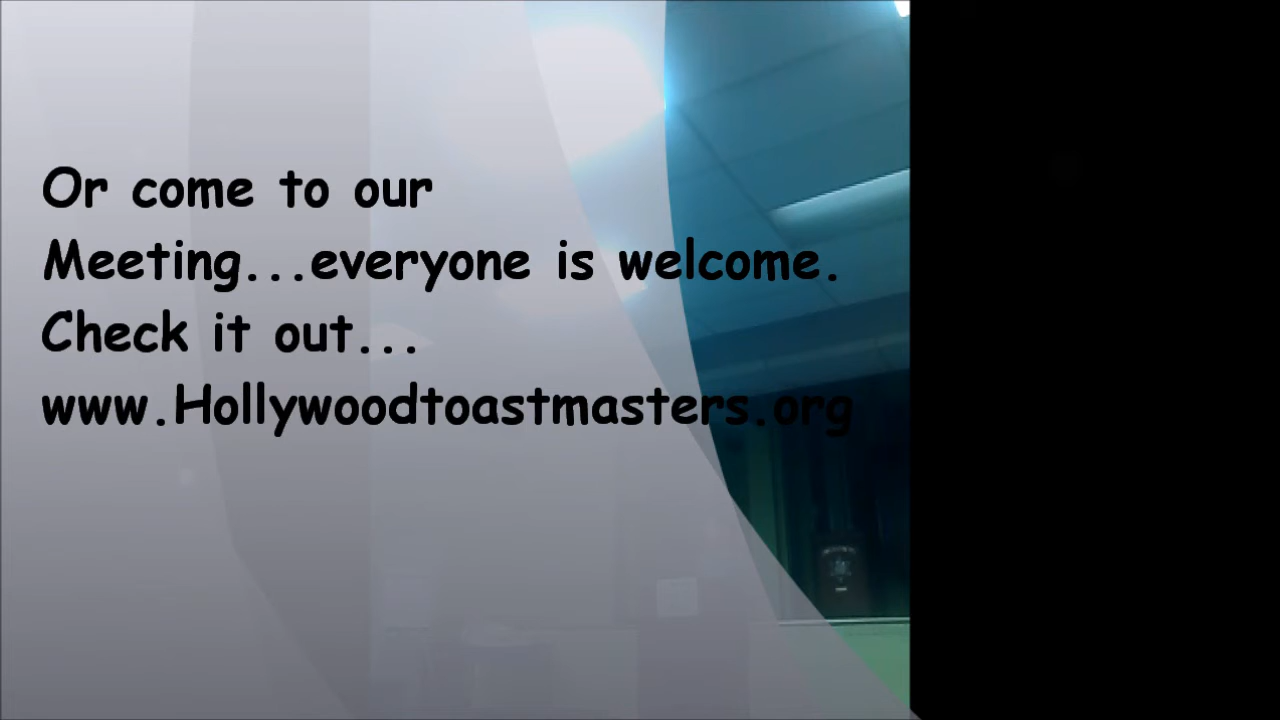 Or come to our
Meeting...everyone is welcome.
Check it out...
www.Hollywoodtoastmasters.org